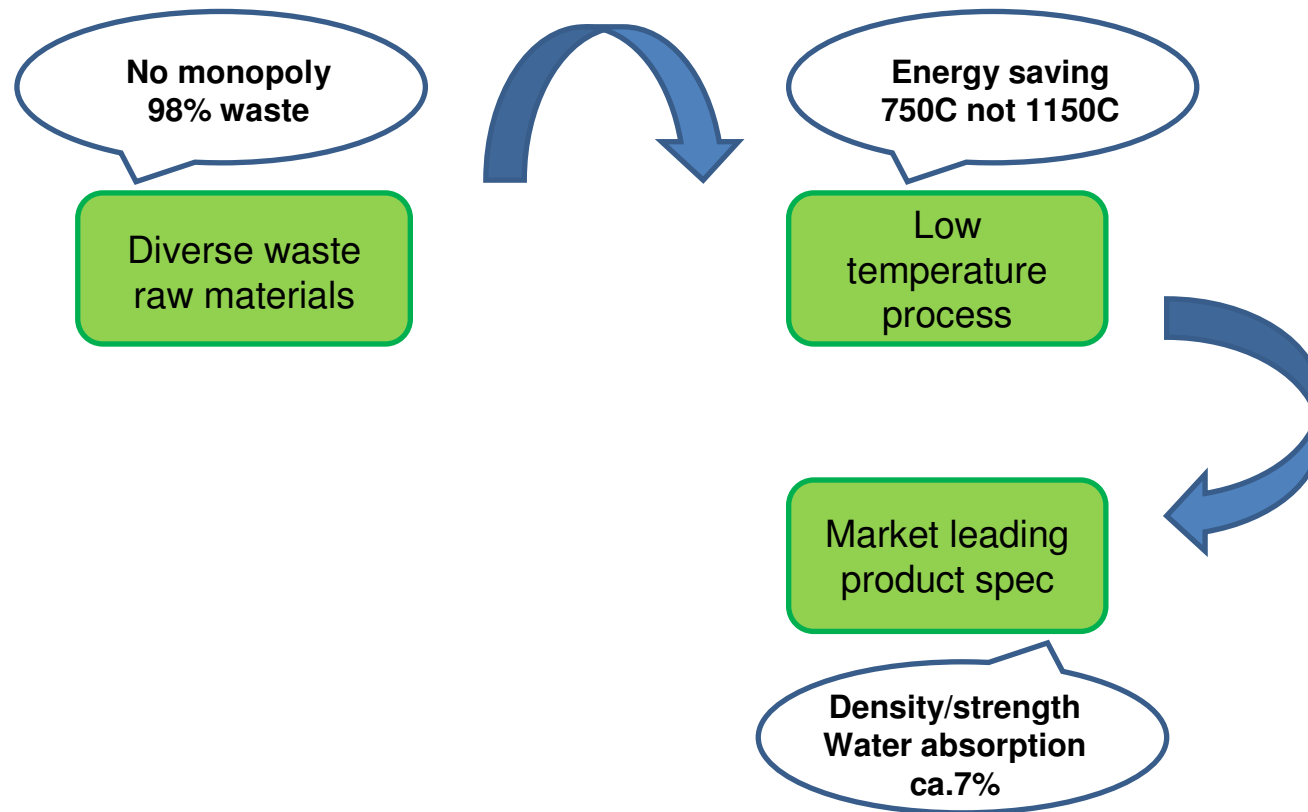 No monopoly
98% waste
Diverse waste
raw materials
Energy saving
750C not 1150C
Low
temperature
process
Market leading
product spec
Density/strength
Water absorption
ca.7%